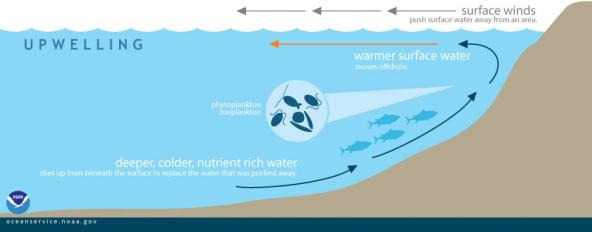 surface winds
push surface water away from an area.
UPWELLING
warmer surface water
moves offshore.
phytoplankton
zooplankton
deeper, colder, nutrient rich water
rises up from beneath the surface to replace the water that was pushed away.
noaa
oceanservice.noaa.gov